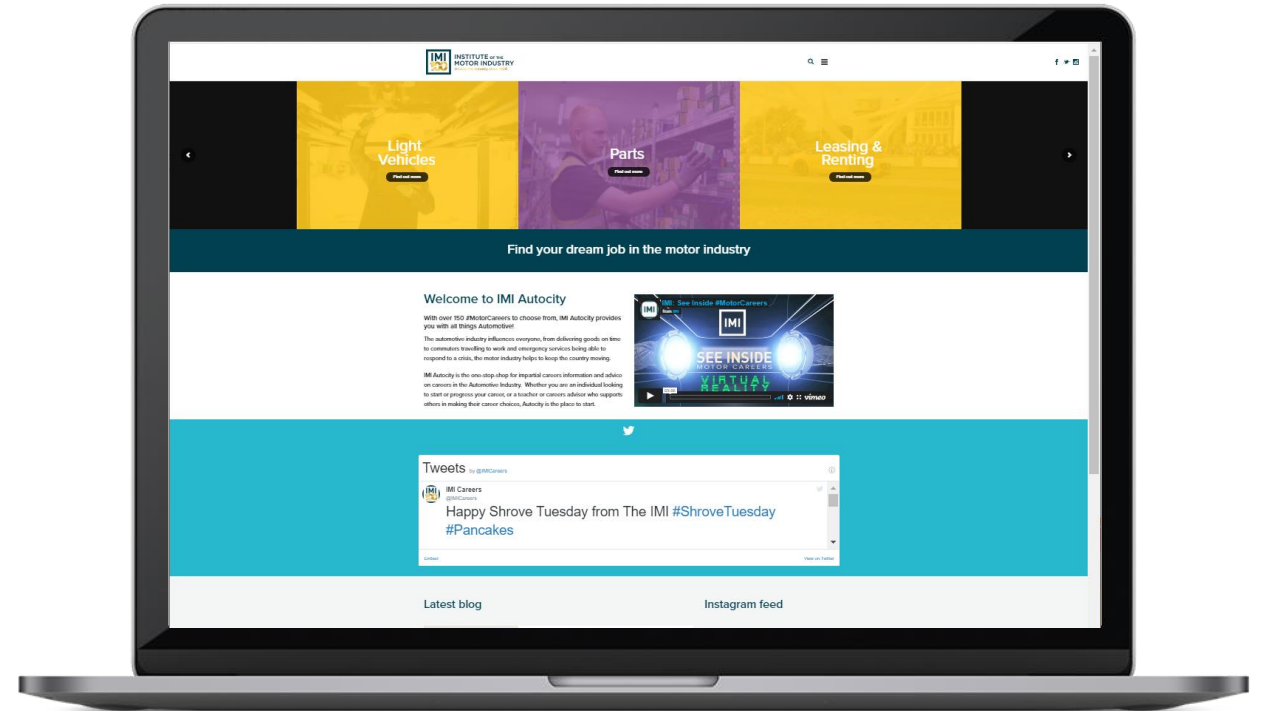 IMI
INSTITUTE OF THE
MOTOR INDUSTRY
Light
Vehicles
Find out more
Parts
Find out more
Leasing &
Renting
Find out more
Find your dream job in the motor industry
Welcome to IMI Autocity
With over 150 #MotorCareers to choose from, IMI Autocity provides
you with all things Automotive!
The automotive industry influences everyone, from delivering goods on time
to commuters travelling to work and emergency services being able to
respond to a crisis, the motor industry helps to keep the country moving.
IMI Autocity is the one-stop-shop for impartial careers information and advice
on careers in the Automotive Industry. Whether you are an individual looking
to start or progress your career, or a teacher or careers advisor who supports
others in making their career choices, Autocity is the place to start.
IMI
IMI: See Inside #MotorCareers
IMI
SEE INSIDE
MOTOR CAREERS
VIRTUAL
REALITY
vimeo
Tweets by @IMICareers
IMI Careers
@IMICareers
Happy Shrove Tuesday from The IMI #ShroveTuesday
#Pancakes
View on Twitter
Latest blog
Instagram feed